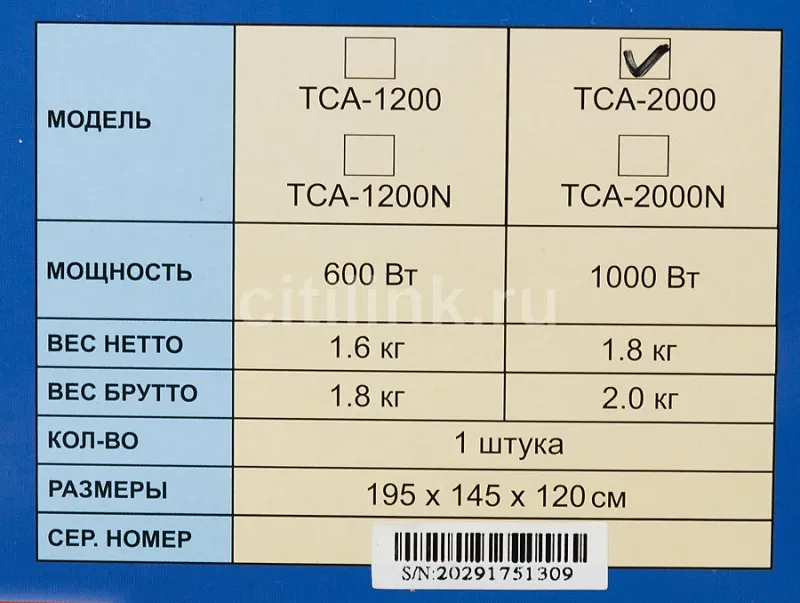 МОДЕЛЬ
TCA-1200
TCA-2000
TCA-1200N
TCA-2000N
МОЩНОСТЬ
600 Вт
1000 Вт
citilink.ru
ВЕС НЕТТО
1.6 кг
1.8 кг
ВЕС БРУТТО
1.8 кг
2.0 кг
КОЛ-ВО
1 штука
РАЗМЕРЫ
195 x 145 x 120 см
СЕР. НОМЕР
S/N:20291751309